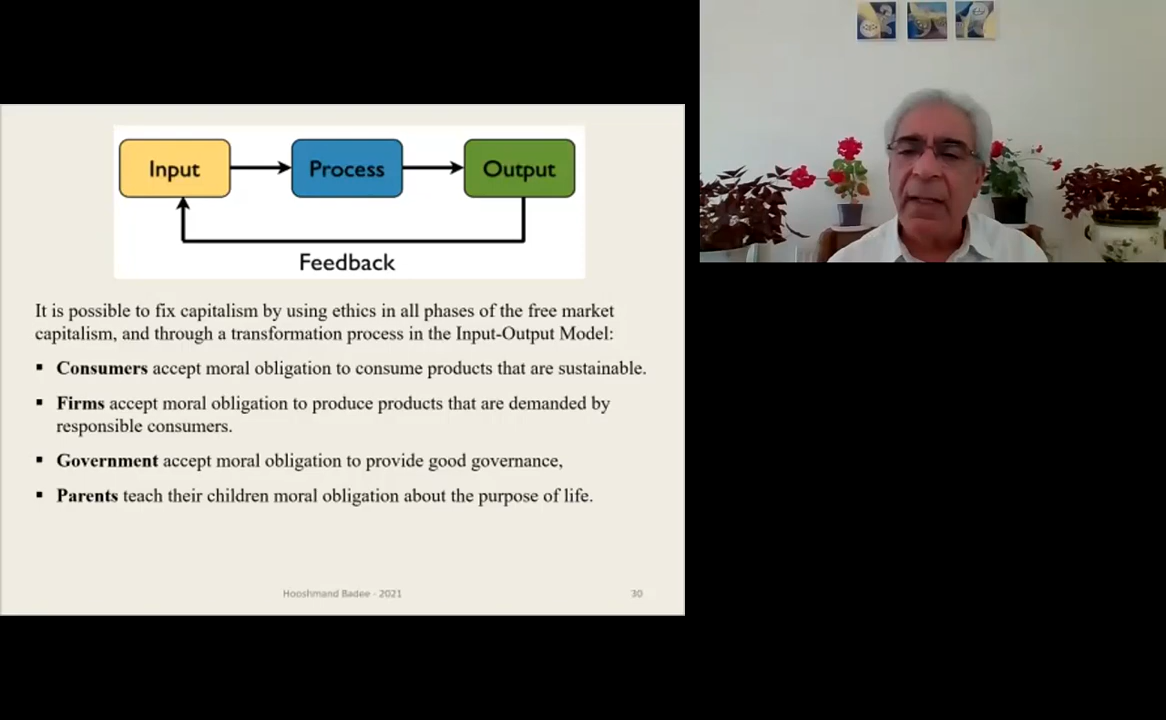 Input
Process
Output
Feedback
It is possible to fix capitalism by using ethics in all phases of the free market
capitalism, and through a transformation process in the Input-Output Model:
▪ Consumers accept moral obligation to consume products that are sustainable.
▪ Firms accept moral obligation to produce products that are demanded by
responsible consumers.
▪ Government accept moral obligation to provide good governance,
▪ Parents teach their children moral obligation about the purpose of life.
Hooshmand Badee - 2021
30